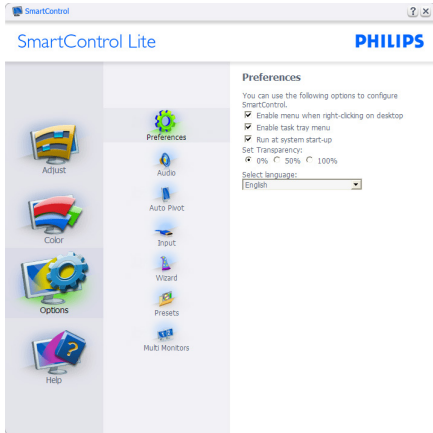 SmartControl
SmartControl Lite
PHILIPS
Adjust
Color
Options
Help
Preferences
Audio
Auto Pivot
Input
Wizard
Presets
Multi Monitors
Preferences
You can use the following options to configure
SmartControl.
Enable menu when right-clicking on desktop
Enable task tray menu
Run at system start-up
Set Transparency:
0% 50% 100%
Select language:
English